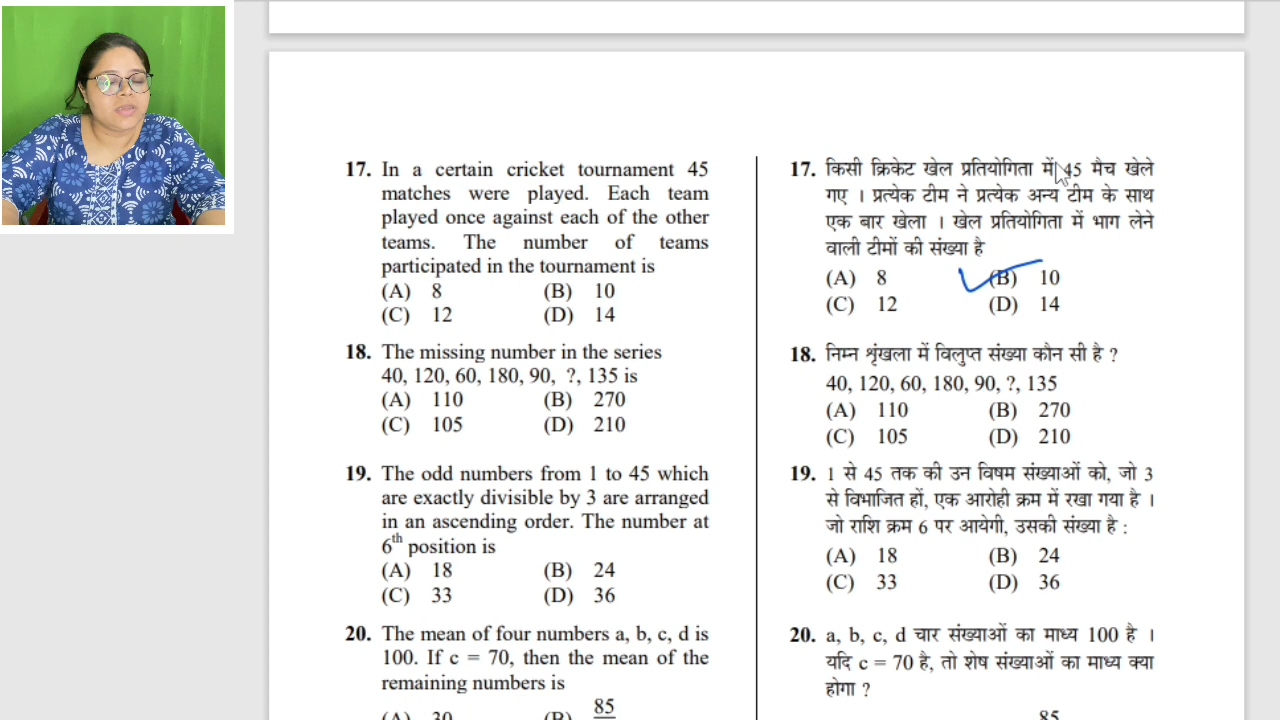 17. In a certain cricket tournament 45
matches were played. Each team
played once against each of the other
teams. The number of teams
participated in the tournament is
(A) 8 (B) 10
(C) 12 (D) 14
18. The missing number in the series
40, 120, 60, 180, 90, ?, 135 is
(A) 110 (B) 270
(C) 105 (D) 210
19. The odd numbers from 1 to 45 which
are exactly divisible by 3 are arranged
in an ascending order. The number at
6th position is
(A) 18 (B) 24
(C) 33 (D) 36
20. The mean of four numbers a, b, c, d is
100. If c = 70, then the mean of the
remaining numbers is
(A) 30 (B) 85
17. किसी क्रिकेट खेल प्रतियोगिता में 45 मैच खेले
गए । प्रत्येक टीम ने प्रत्येक अन्य टीम के साथ
एक बार खेला । खेल प्रतियोगिता में भाग लेने
वाली टीमों की संख्या है
(A) 8 (B) 10
(C) 12 (D) 14
18. निम्न शृंखला में विलुप्त संख्या कौन सी है ?
40, 120, 60, 180, 90, ?, 135
(A) 110 (B) 270
(C) 105 (D) 210
19. 1 से 45 तक की उन विषम संख्याओं को, जो 3
से विभाजित हों, एक आरोही क्रम में रखा गया है ।
जो राशि क्रम 6 पर आयेगी, उसकी संख्या है :
(A) 18 (B) 24
(C) 33 (D) 36
20. a, b, c, d चार संख्याओं का माध्य 100 है ।
यदि c = 70 है, तो शेष संख्याओं का माध्य क्या
होगा ?
85